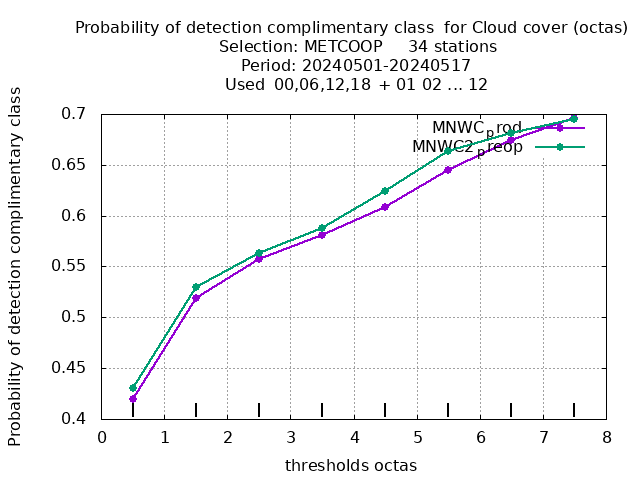 Probability of detection complimentary class  for Cloud cover (octas)
Selection: METCOOP     34 stations
Period: 20240501-20240517
Used  00,06,12,18  + 01 02 ... 12
Probability of detection complimentary class
0.7
0.65
0.6
0.55
0.5
0.45
0.4
MNWCprod
MNWC2preop
0 1 2 3 4 5 6 7 8
thresholds octas